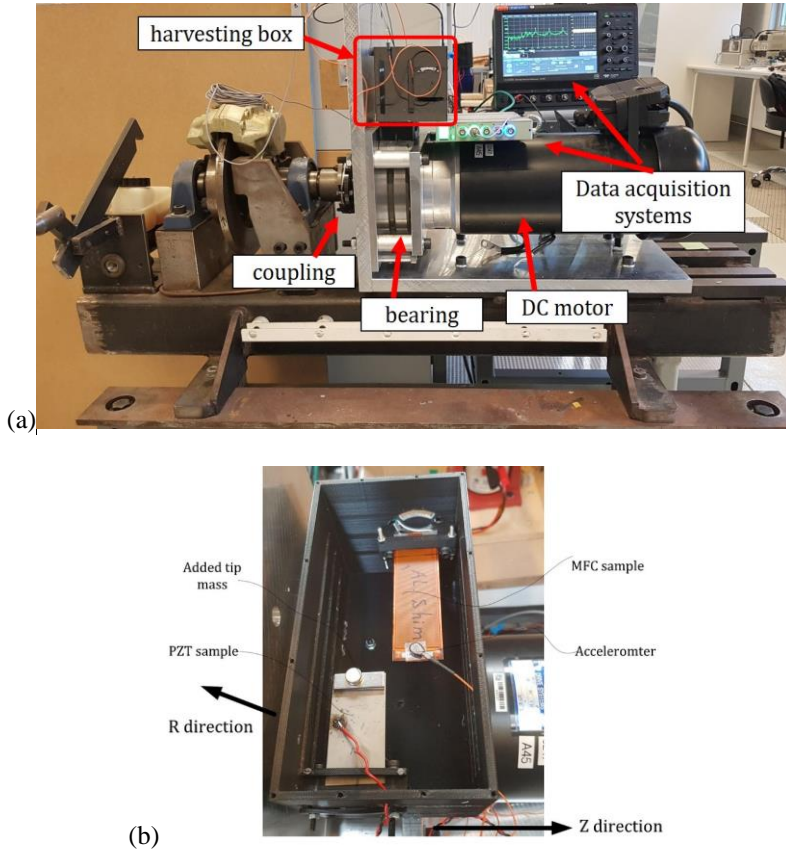 harvesting box
Data acquisition
systems
coupling
bearing
DC motor
(a)
Added tip
mass
MFC sample
AL/Shim
PZT sample
Acceleromter
R direction
A45
Z direction
(b)